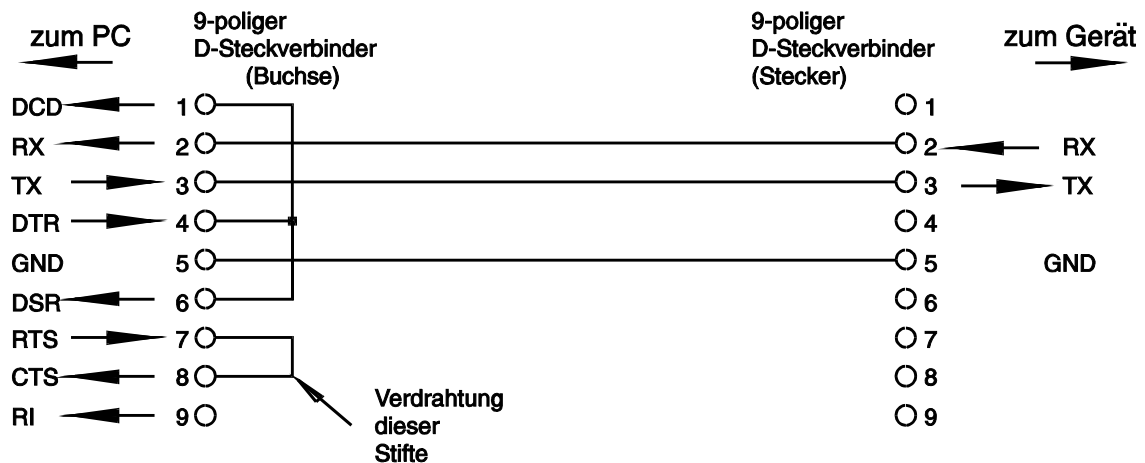 zum PC
9-poliger
D-Steckverbinder
(Buchse)
9-poliger
D-Steckverbinder
(Stecker)
zum Gerät
DCD 1 1
RX 2 2 RX
TX 3 3 TX
DTR 4 4
GND 5 5 GND
DSR 6 6
RTS 7 7
CTS 8 8
RI 9 9
Verdrahtung
dieser
Stifte